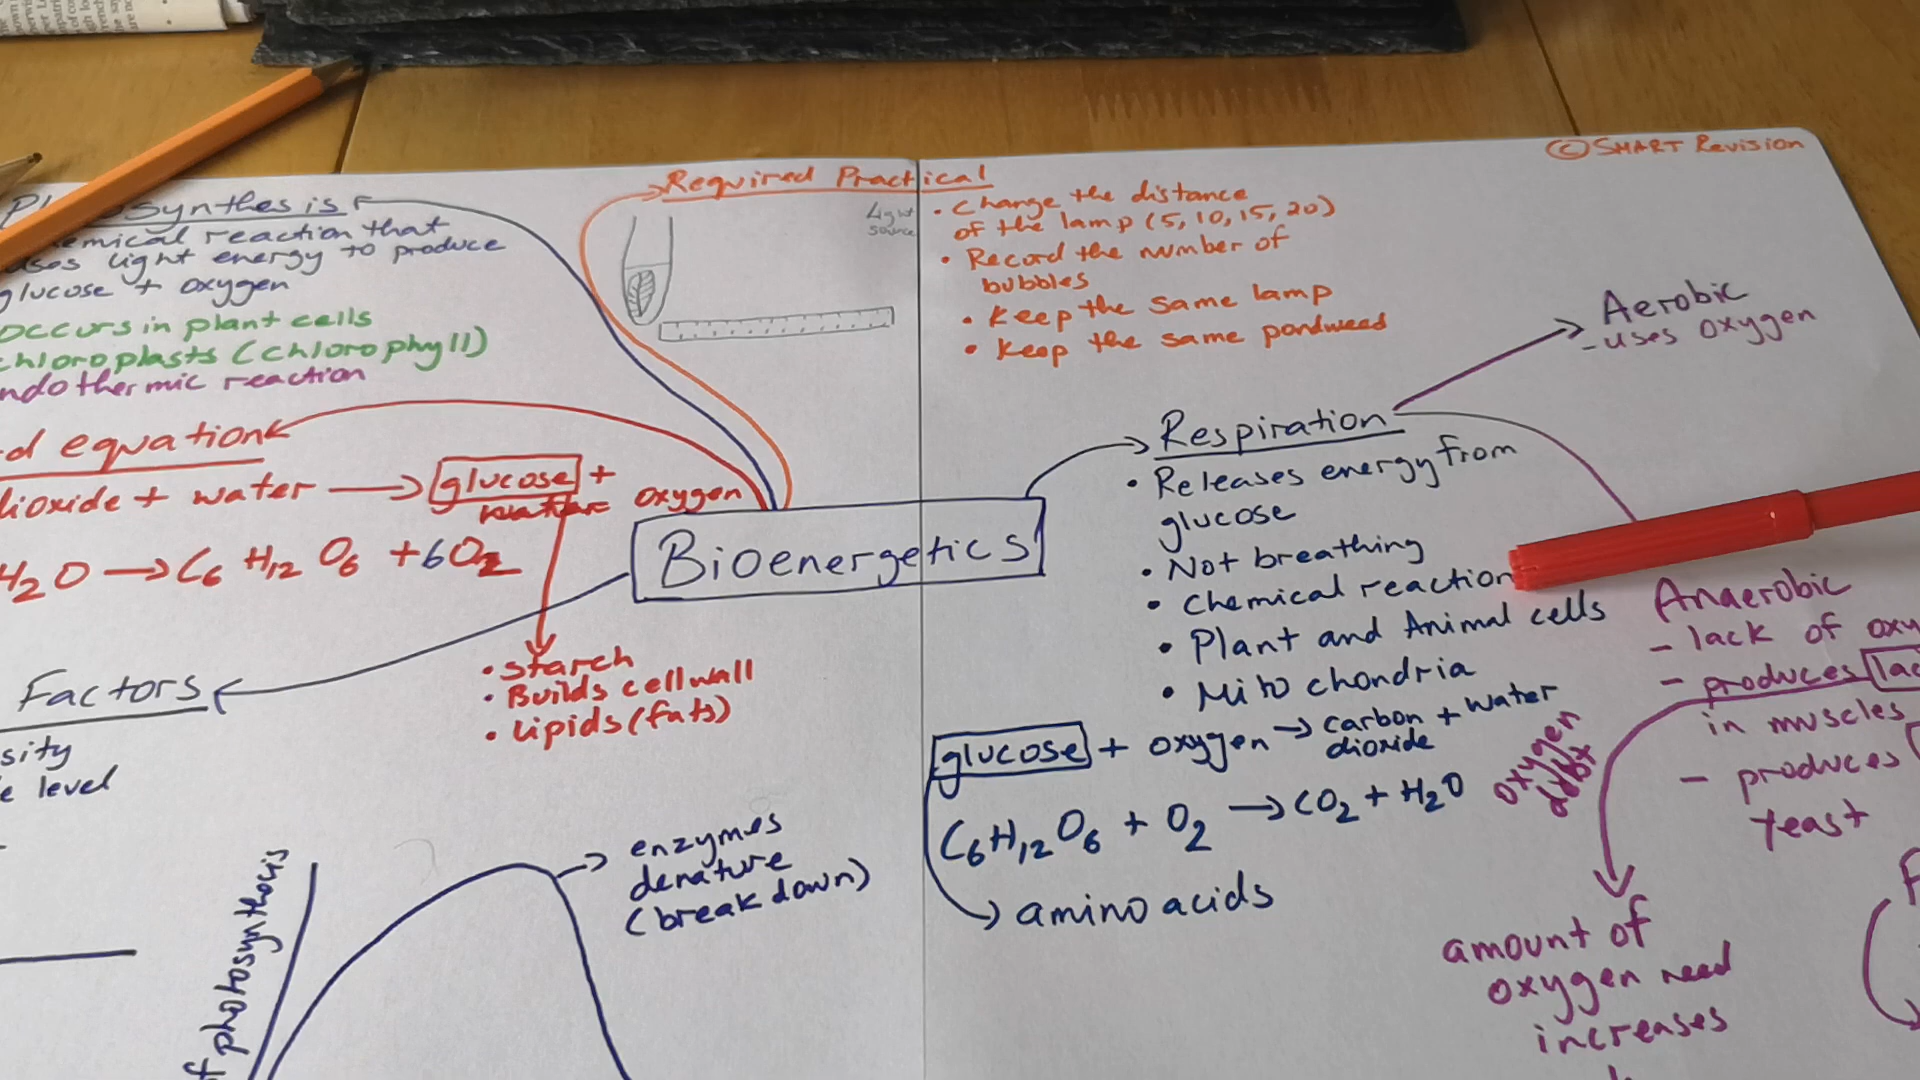 © SMART Revision
Photosynthesis
chemical reaction that
uses light energy to produce
glucose + oxygen
occurs in plant cells
chloroplasts (chlorophyll)
endothermic reaction
equation
dioxide + water → glucose +
oxygen
H2O → C6 H12 O6 + 6O2
• starch
• Builds cell wall
• Lipids (fats)
Required Practical
Light
source
• Change the distance
of the lamp (5, 10, 15, 20)
• Record the number of
bubbles
• Keep the same lamp
• Keep the same pondweed
Bioenergetics
Factors
level
enzymes
denature
(break down)
of photosynthesis
Respiration
• Releases energy from
glucose
• Not breathing
• Chemical reaction
• Plant and Animal cells
• Mitochondria
glucose + oxygen → carbon + water
dioxide
C6H12O6 + O2 → CO2 + H2O
amino acids
Aerobic
- uses oxygen
Anaerobic
- lack of
- produces
in muscles
- produces
Yeast
oxygen
amount of
oxygen need
increases